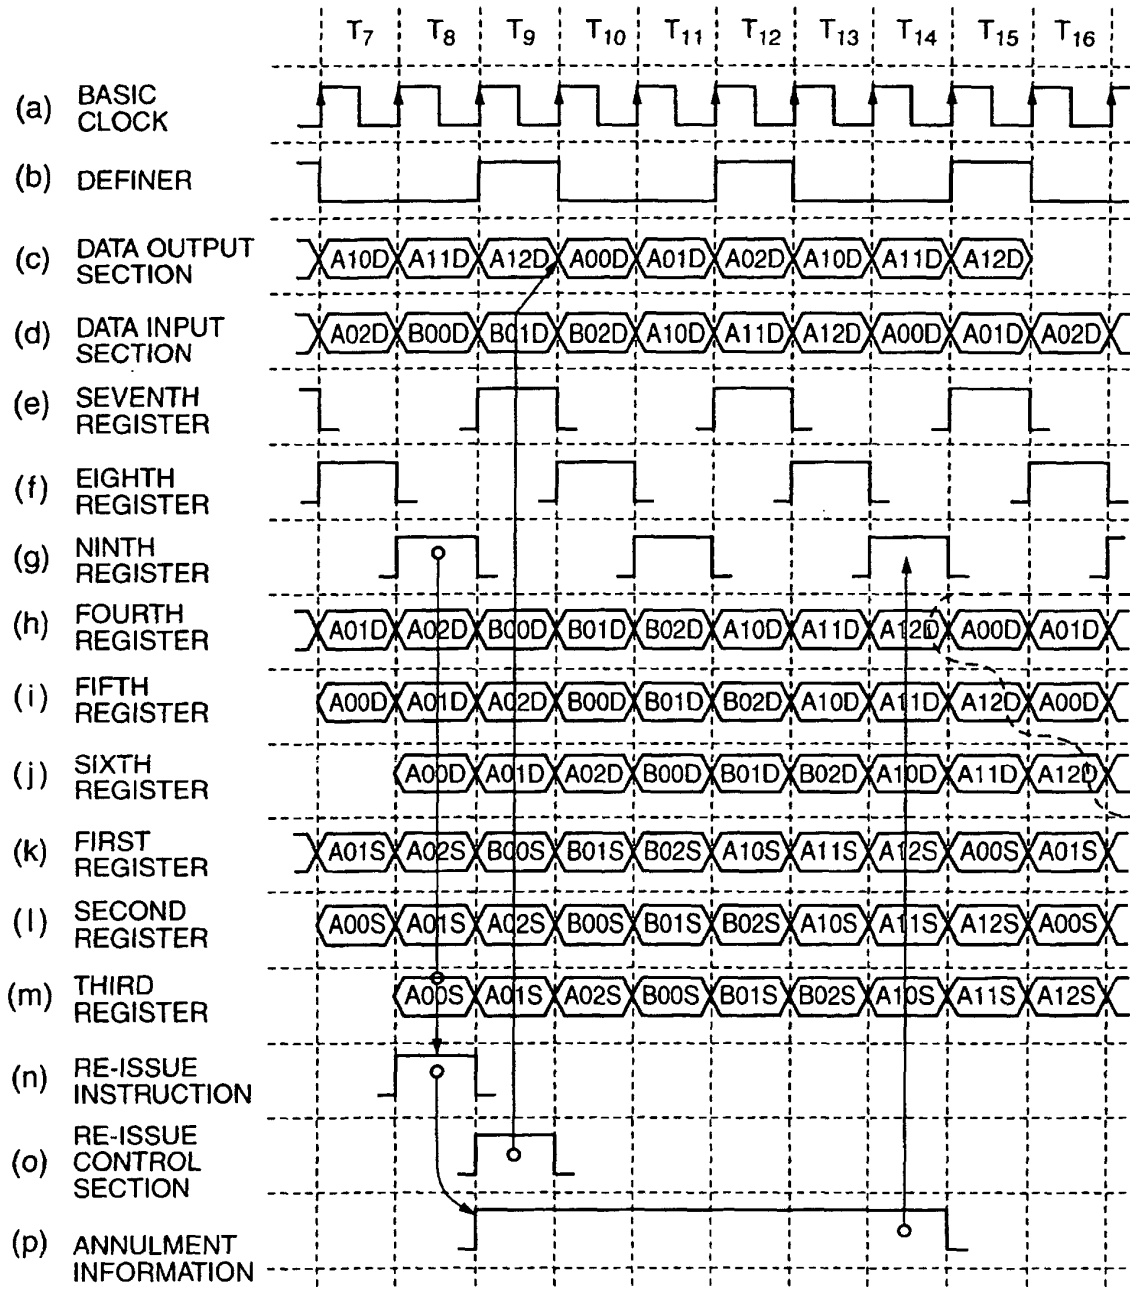 T7 T8 T9 T10 T11 T12 T13 T14 T15 T16
(a) BASIC
CLOCK
(b) DEFINER
(c) DATA OUTPUT
SECTION
A10D A11D A12D A00D A01D A02D A10D A11D A12D
(d) DATA INPUT
SECTION
A02D B00D B01D B02D A10D A11D A12D A00D A01D A02D
(e) SEVENTH
REGISTER
(f) EIGHTH
REGISTER
(g) NINTH
REGISTER
(h) FOURTH
REGISTER
A01D A02D B00D B01D B02D A10D A11D A12D A00D A01D
(i) FIFTH
REGISTER
A00D A01D A02D B00D B01D B02D A10D A11D A12D A00D
(j) SIXTH
REGISTER
A00D A01D A02D B00D B01D B02D A10D A11D A12D
(k) FIRST
REGISTER
A01S A02S B00S B01S B02S A10S A11S A12S A00S A01S
(l) SECOND
REGISTER
A00S A01S A02S B00S B01S B02S A10S A11S A12S A00S
(m) THIRD
REGISTER
A00S A01S A02S B00S B01S B02S A10S A11S A12S
(n) RE-ISSUE
INSTRUCTION
(o) RE-ISSUE
CONTROL
SECTION
(p) ANNULMENT
INFORMATION